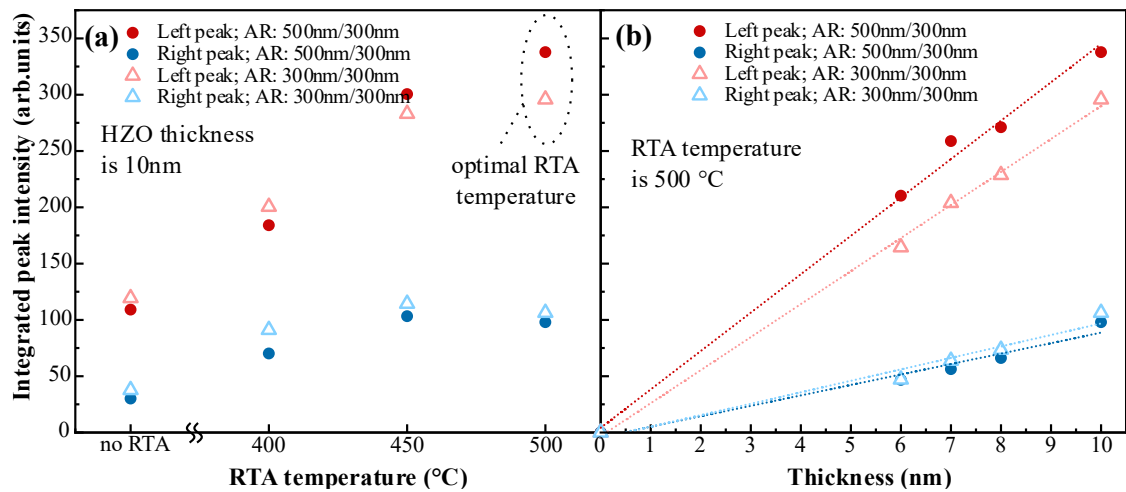 (a)
Left peak; AR: 500nm/300nm
Right peak; AR: 500nm/300nm
Left peak; AR: 300nm/300nm
Right peak; AR: 300nm/300nm
HZO thickness
is 10nm
optimal RTA
temperature
Integrated peak intensity (arb.units)
350
300
250
200
150
100
50
0
no RTA
400
450
500
RTA temperature (°C)
(b)
Left peak; AR: 500nm/300nm
Right peak; AR: 500nm/300nm
Left peak; AR: 300nm/300nm
Right peak; AR: 300nm/300nm
RTA temperature
is 500 °C
0 1 2 3 4 5 6 7 8 9 10
Thickness (nm)